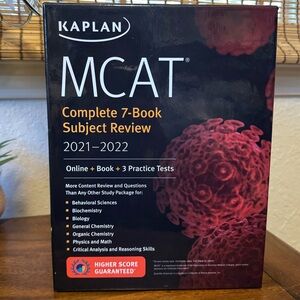 KAPLAN
MCAT®
Complete 7-Book
Subject Review
2021–2022
Online + Book + 3 Practice Tests
More Content Review and Questions
Than Any Other Study Package for:
• Behavioral Sciences
• Biochemistry
• Biology
• General Chemistry
• Organic Chemistry
• Physics and Math
• Critical Analysis and Reasoning Skills
HIGHER SCORE
GUARANTEED